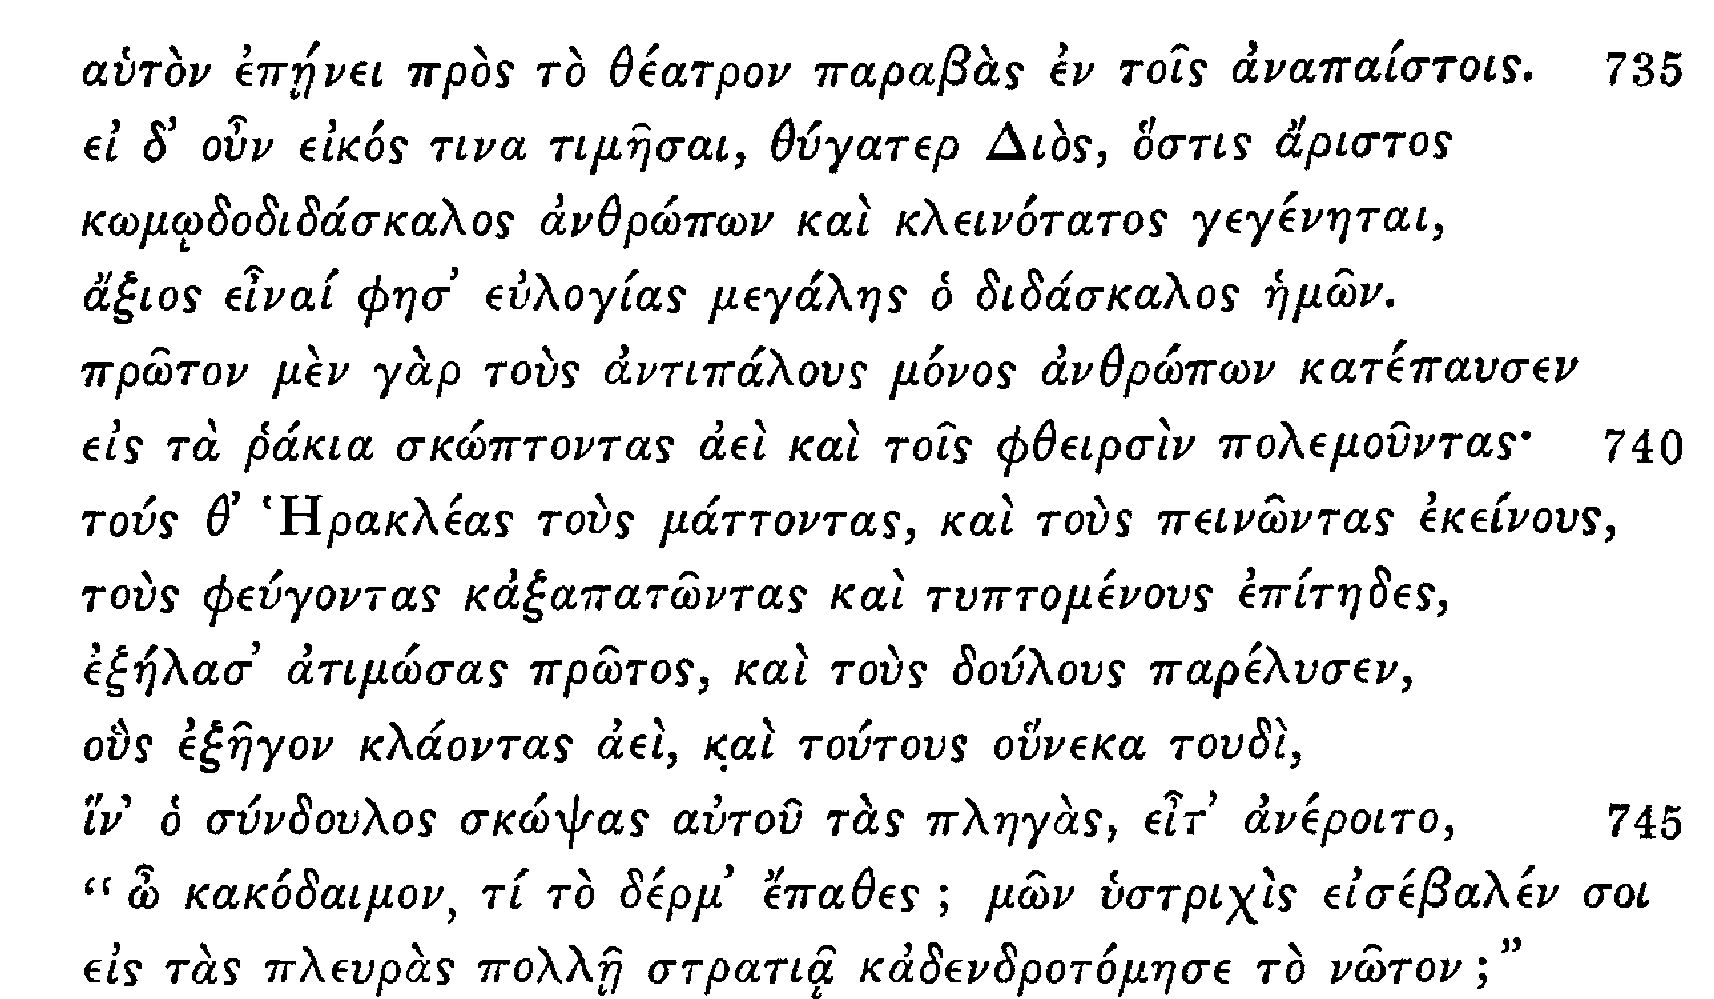 αὑτὸν ἐπῄνει πρὸς τὸ θέατρον παραβὰς ἐν τοῖς ἀναπαίστοις. 735
εἰ δ’ οὖν εἰκός τινα τιμῆσαι, θύγατερ Διὸς, ὅστις ἄριστος
κωμῳδοδιδάσκαλος ἀνθρώπων καὶ κλεινότατος γεγένηται,
ἄξιος εἶναί φησ’ εὐλογίας μεγάλης ὁ διδάσκαλος ἡμῶν.
πρῶτον μὲν γὰρ τοὺς ἀντιπάλους μόνος ἀνθρώπων κατέπαυσεν
εἰς τὰ ῥάκια σκώπτοντας ἀεὶ καὶ τοῖς φθειρσὶν πολεμοῦντας· 740
τούς θ’ Ἡρακλέας τοὺς μάττοντας, καὶ τοὺς πεινῶντας ἐκείνους,
τοὺς φεύγοντας κἀξαπατῶντας καὶ τυπτομένους ἐπίτηδες,
ἐξήλασ’ ἀτιμώσας πρῶτος, καὶ τοὺς δούλους παρέλυσεν,
οὓς ἐξῆγον κλάοντας ἀεὶ, καὶ τούτους οὕνεκα τουδὶ,
ἵν’ ὁ σύνδουλος σκώψας αὐτοῦ τὰς πληγὰς, εἶτ’ ἀνέροιτο, 745
“ὦ κακόδαιμον, τί τὸ δέρμ’ ἔπαθες ; μῶν ὑστριχὶς εἰσέβαλέν σοι
εἰς τὰς πλευρὰς πολλῇ στρατιᾷ κἀδενδροτόμησε τὸ νῶτον ;”